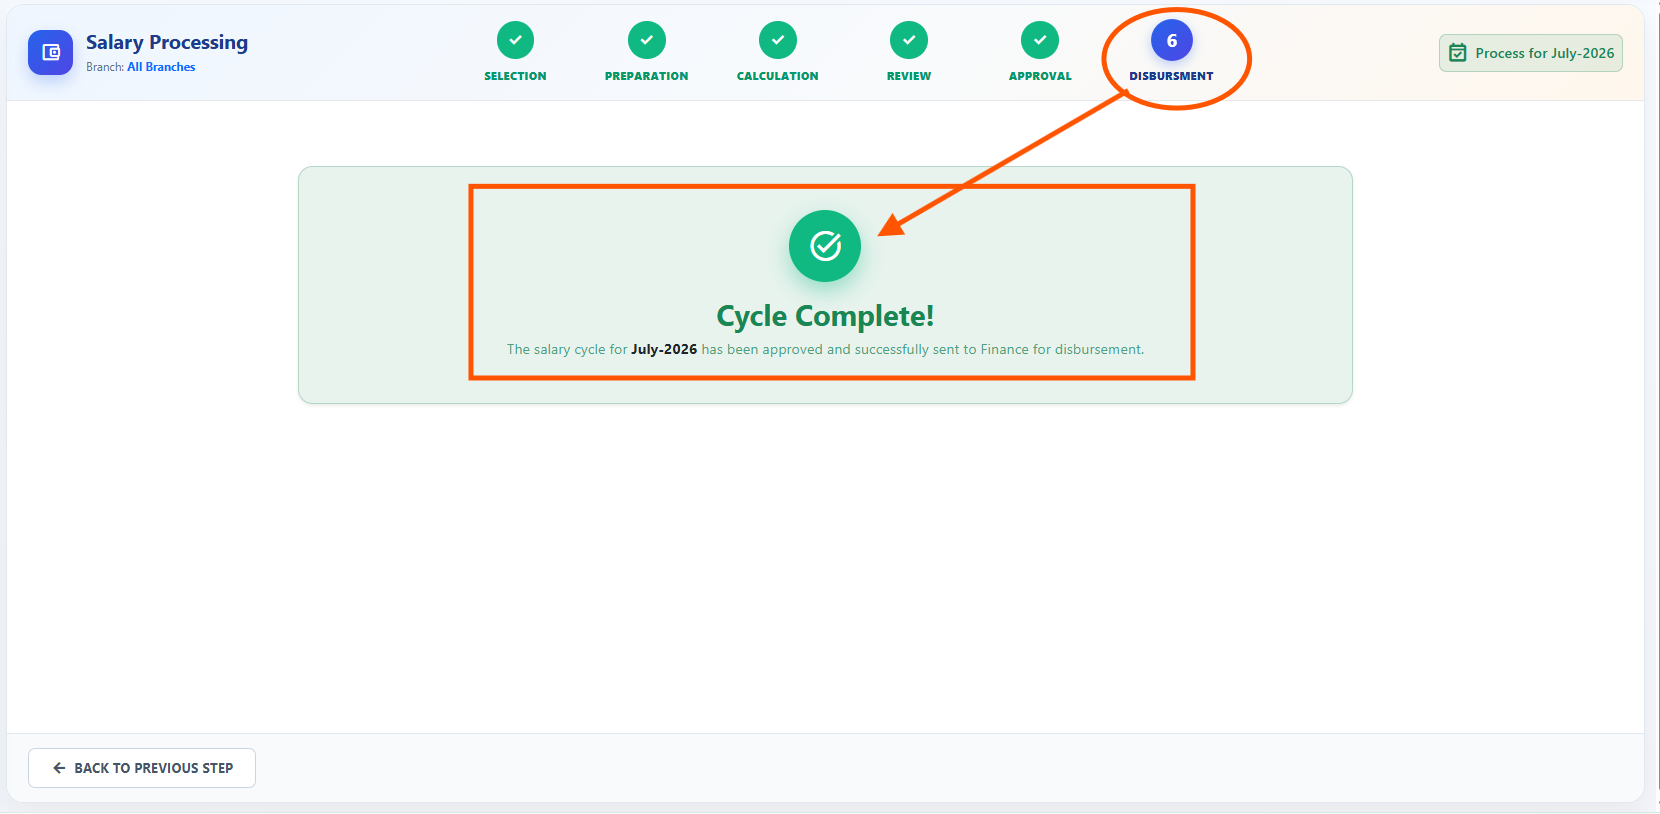 Salary Processing
Branch: All Branches
SELECTION
PREPARATION
CALCULATION
REVIEW
APPROVAL
6
DISBURSMENT
Process for July-2026
Cycle Complete!
The salary cycle for July-2026 has been approved and successfully sent to Finance for disbursement.
BACK TO PREVIOUS STEP